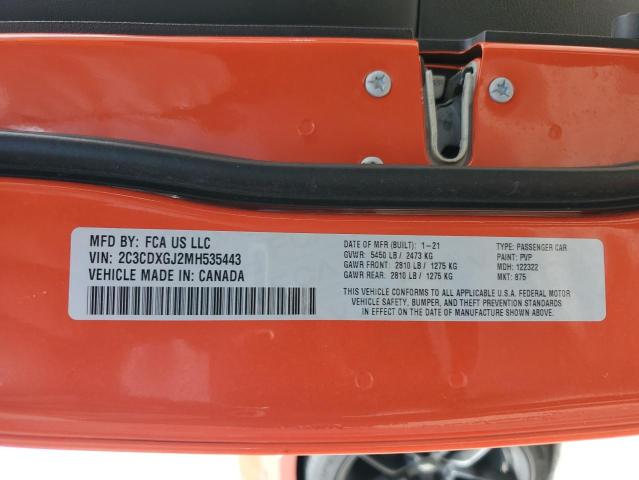 MFD BY: FCA US LLC
VIN: 2C3CDXGJ2MH535443
VEHICLE MADE IN: CANADA
DATE OF MFR (BUILT): 1-21
GVWR: 5450 LB / 2473 KG
GAWR FRONT: 2810 LB / 1275 KG
GAWR REAR: 2810 LB / 1275 KG
TYPE: PASSENGER CAR
PAINT: PVP
MDH: 122322
MKT: 875
THIS VEHICLE CONFORMS TO ALL APPLICABLE U.S.A. FEDERAL MOTOR
VEHICLE SAFETY, BUMPER, AND THEFT PREVENTION STANDARDS
IN EFFECT ON THE DATE OF MANUFACTURE SHOWN ABOVE.